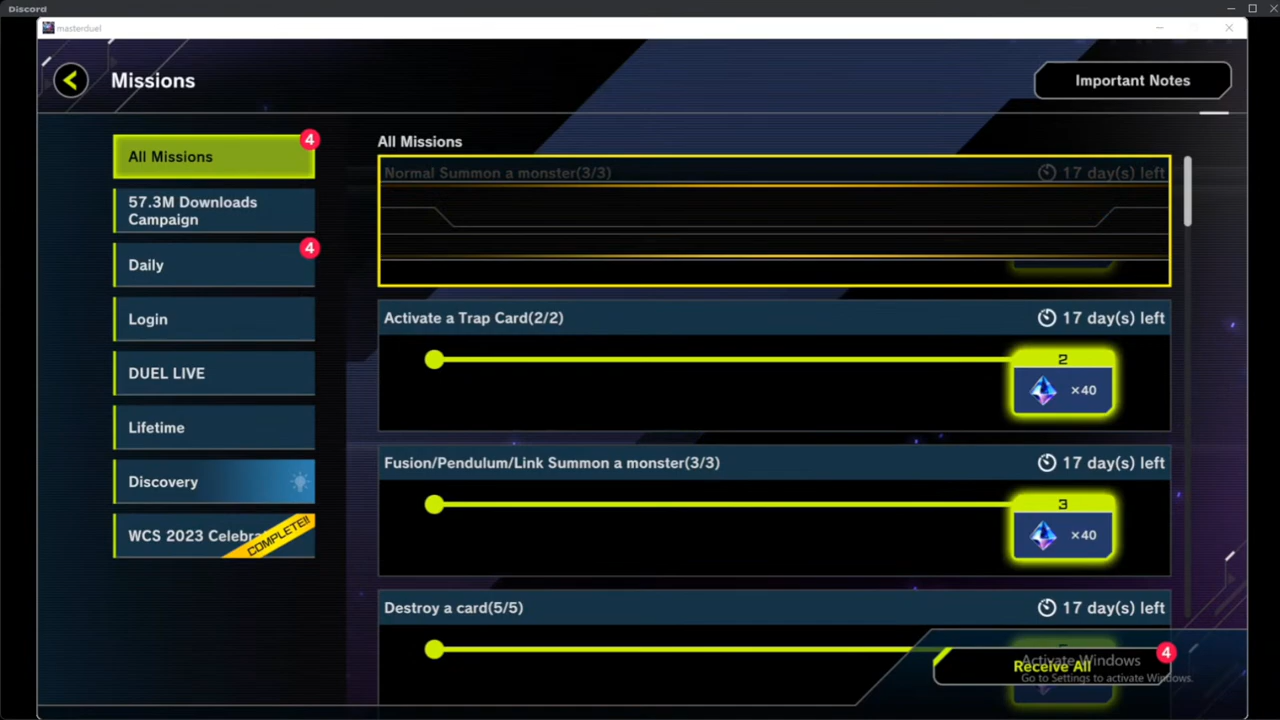 Discord
masterduel
Missions
Important Notes
All Missions
4
57.3M Downloads
Campaign
Daily
4
Login
DUEL LIVE
Lifetime
Discovery
WCS 2023 Celebra
COMPLETE!!
All Missions
Normal Summon a monster(3/3)
17 day(s) left
Activate a Trap Card(2/2)
17 day(s) left
2
×40
Fusion/Pendulum/Link Summon a monster(3/3)
17 day(s) left
3
×40
Destroy a card(5/5)
17 day(s) left
Receive All
4
Activate Windows
Go to Settings to activate Windows.